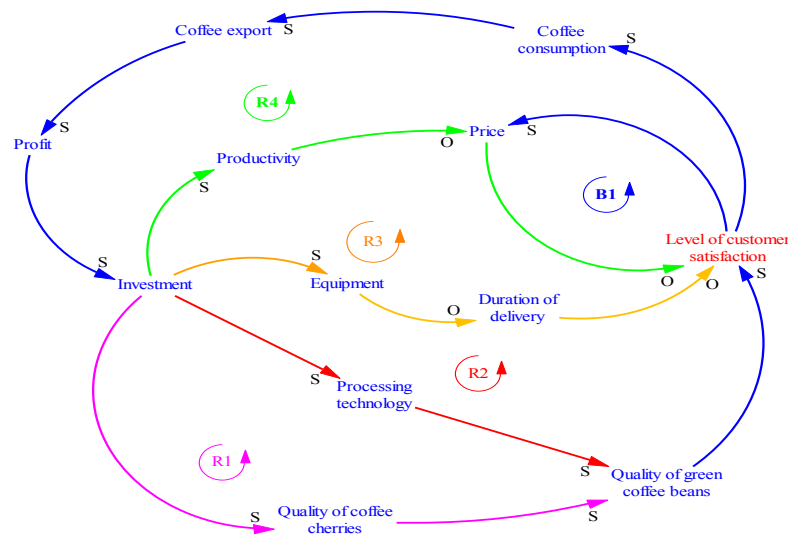 Coffee export
S
Coffee
consumption
S
R4
Profit
S
Productivity
S
O
Price
S
B1
Level of customer
satisfaction
S
R3
S
Investment
S
Equipment
O
Duration of
delivery
O
O
R2
S
Processing
technology
R1
S
Quality of green
coffee beans
S
Quality of coffee
cherries
S